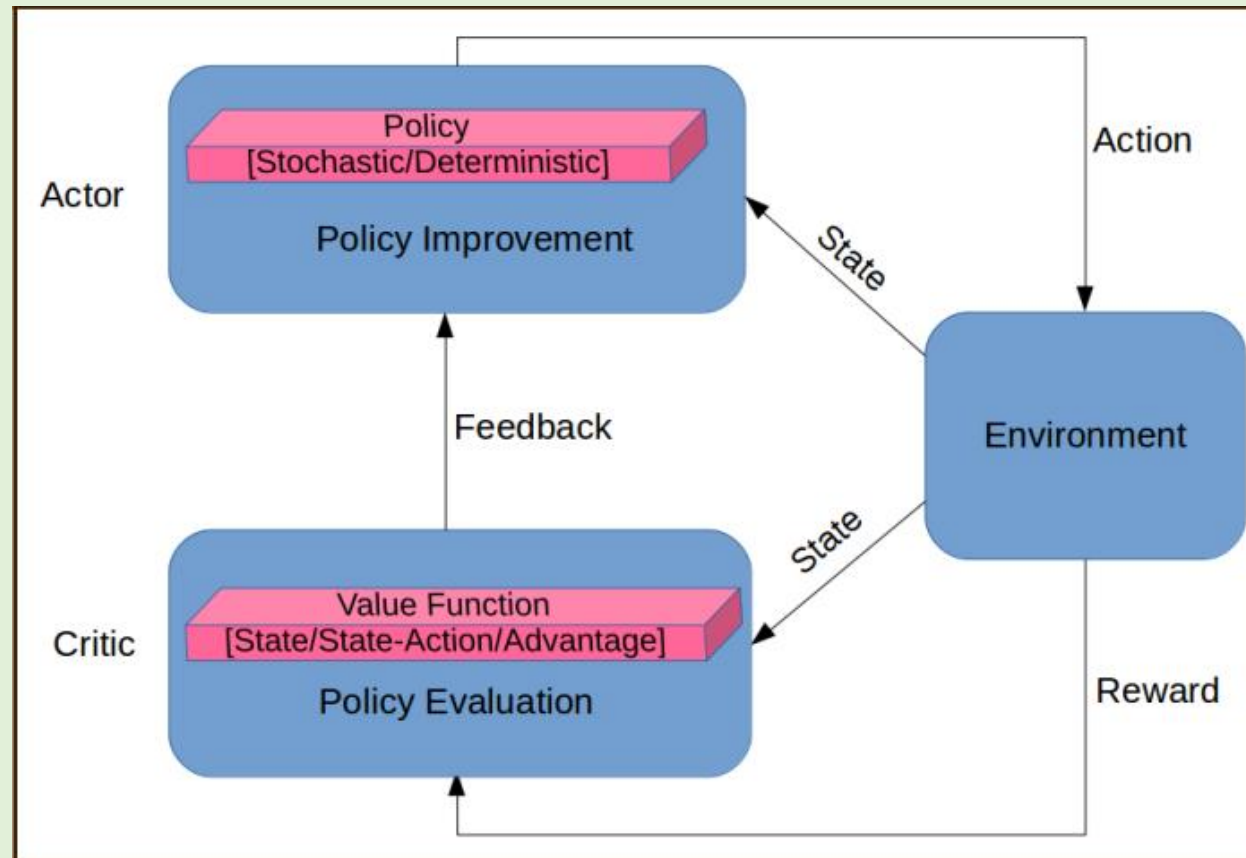 Policy
[Stochastic/Deterministic]
Actor
Policy Improvement
Action
State
Feedback
Environment
State
Value Function
[State/State-Action/Advantage]
Critic
Policy Evaluation
Reward